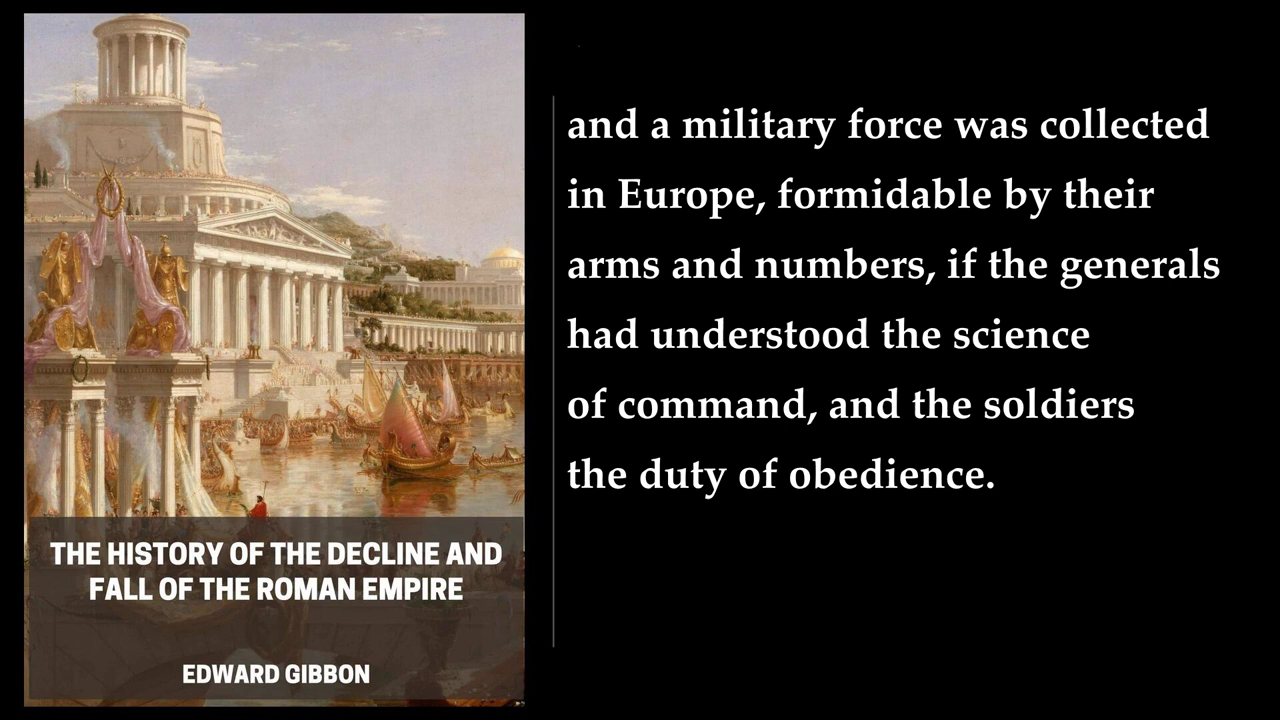 THE HISTORY OF THE DECLINE AND
FALL OF THE ROMAN EMPIRE
EDWARD GIBBON
and a military force was collected
in Europe, formidable by their
arms and numbers, if the generals
had understood the science
of command, and the soldiers
the duty of obedience.